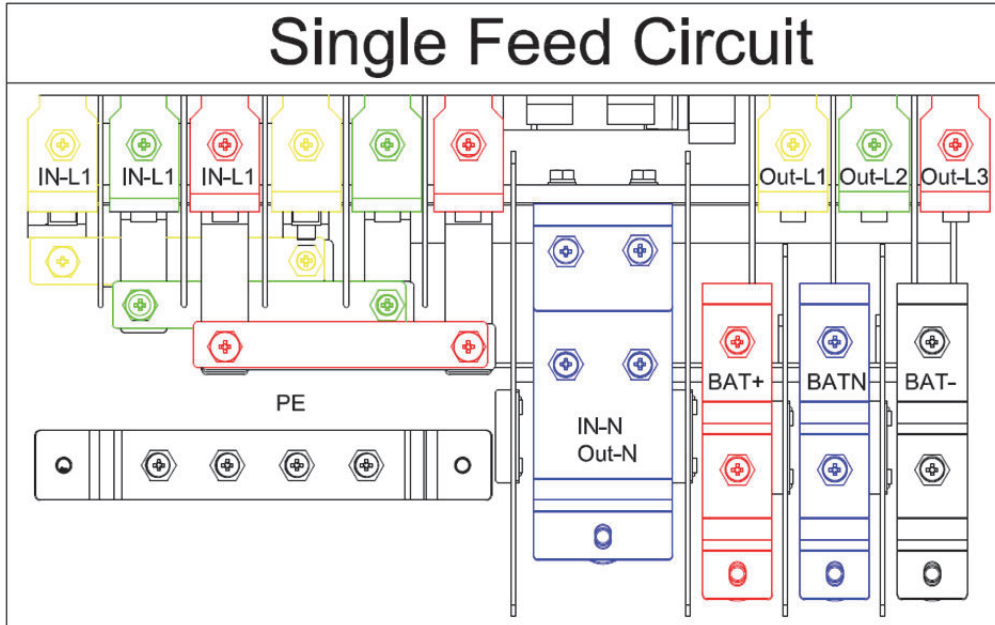 Single Feed Circuit
IN-L1 IN-L1 IN-L1 Out-L1 Out-L2 Out-L3
BAT+ BATN BAT-
PE
IN-N
Out-N